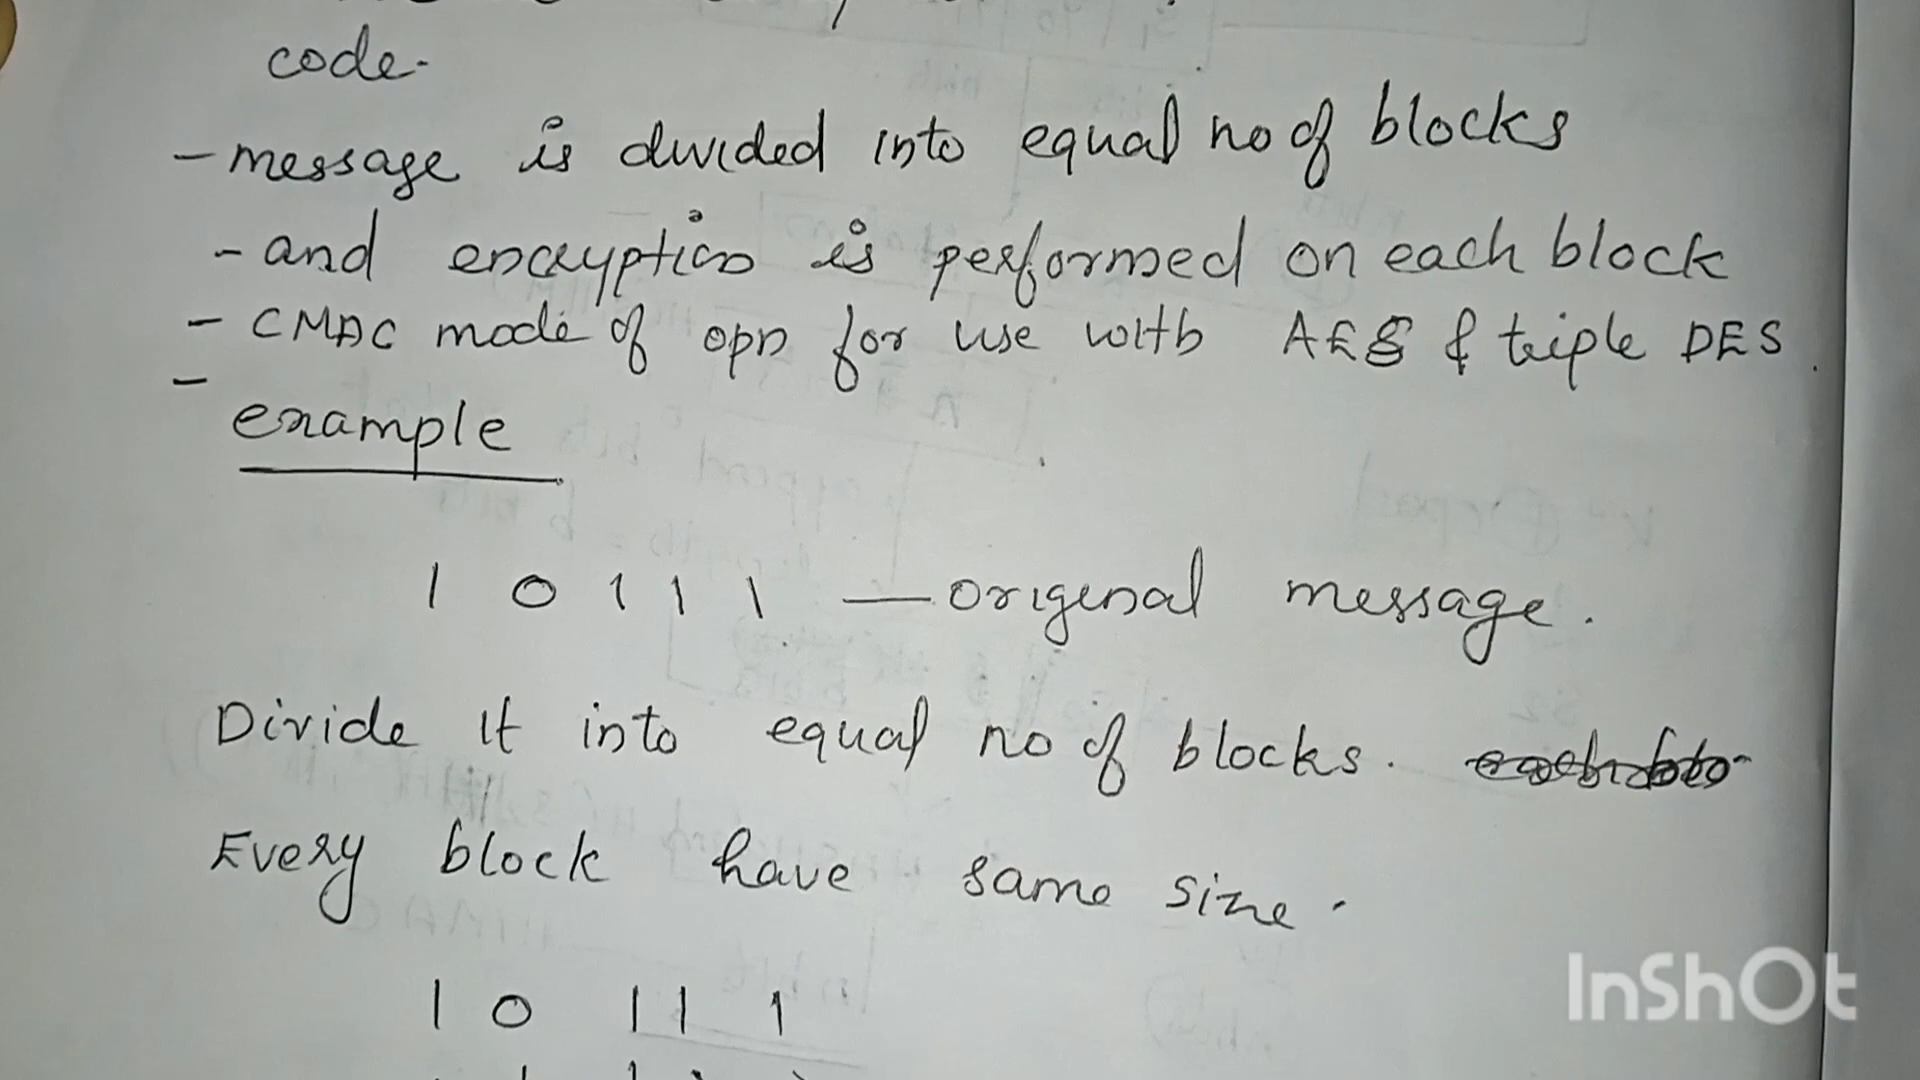 code.
- message is divided into equal no of blocks
- and encryption is performed on each block
- CMAC mode of opn for use with AES & triple DES.
-
example
1 0 1 1 1 — original message.
Divide it into equal no of blocks.
Every block have same size.
1 0 1 1 1
InShOt